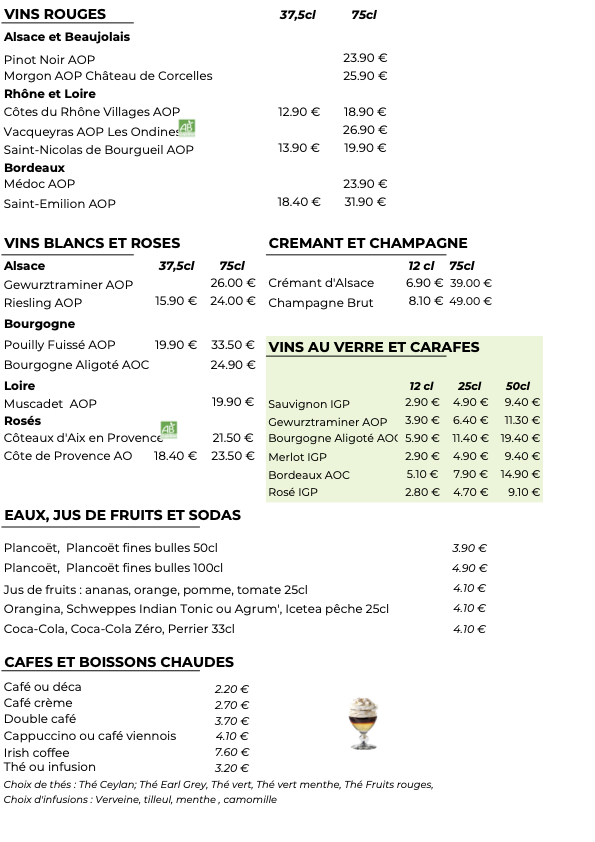 VINS ROUGES 37,5cl 75cl
Alsace et Beaujolais
Pinot Noir AOP 23.90 €
Morgon AOP Château de Corcelles 25.90 €
Rhône et Loire
Côtes du Rhône Villages AOP 12.90 € 18.90 €
Vacqueyras AOP Les Ondines AB 26.90 €
Saint-Nicolas de Bourgueil AOP 13.90 € 19.90 €
Bordeaux
Médoc AOP 23.90 €
Saint-Emilion AOP 18.40 € 31.90 €
VINS BLANCS ET ROSES
Alsace 37,5cl 75cl
Gewurztraminer AOP 26.00 €
Riesling AOP 15.90 € 24.00 €
Bourgogne
Pouilly Fuissé AOP 19.90 € 33.50 €
Bourgogne Aligoté AOC 24.90 €
Loire
Muscadet AOP 19.90 €
Rosés
Côteaux d'Aix en Provence AB 21.50 €
Côte de Provence AO 18.40 € 23.50 €
CREMANT ET CHAMPAGNE
12 cl 75cl
Crémant d'Alsace 6.90 € 39.00 €
Champagne Brut 8.10 € 49.00 €
VINS AU VERRE ET CARAFES
12 cl 25cl 50cl
Sauvignon IGP 2.90 € 4.90 € 9.40 €
Gewurztraminer AOP 3.90 € 6.40 € 11.30 €
Bourgogne Aligoté AOC 5.90 € 11.40 € 19.40 €
Merlot IGP 2.90 € 4.90 € 9.40 €
Bordeaux AOC 5.10 € 7.90 € 14.90 €
Rosé IGP 2.80 € 4.70 € 9.10 €
EAUX, JUS DE FRUITS ET SODAS
Plancoët, Plancoët fines bulles 50cl 3.90 €
Plancoët, Plancoët fines bulles 100cl 4.90 €
Jus de fruits : ananas, orange, pomme, tomate 25cl 4.10 €
Orangina, Schweppes Indian Tonic ou Agrum', Icetea pêche 25cl 4.10 €
Coca-Cola, Coca-Cola Zéro, Perrier 33cl 4.10 €
CAFES ET BOISSONS CHAUDES
Café ou déca 2.20 €
Café crème 2.70 €
Double café 3.70 €
Cappuccino ou café viennois 4.10 €
Irish coffee 7.60 €
Thé ou infusion 3.20 €
Choix de thés : Thé Ceylan; Thé Earl Grey, Thé vert, Thé vert menthe, Thé Fruits rouges,
Choix d'infusions : Verveine, tilleul, menthe , camomille